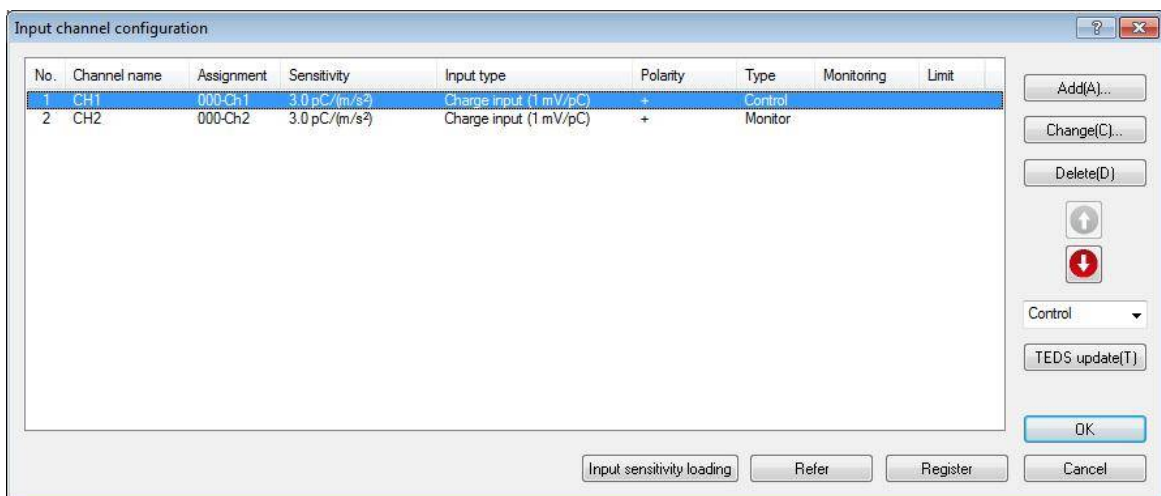 Input channel configuration
No. Channel name Assignment Sensitivity Input type Polarity Type Monitoring Limit
1 CH1 000-Ch1 3.0 pC/(m/s²) Charge input (1 mV/pC) + Control
2 CH2 000-Ch2 3.0 pC/(m/s²) Charge input (1 mV/pC) + Monitor
Add(A)...
Change(C)...
Delete(D)
Control
TEDS update(T)
OK
Input sensitivity loading Refer Register Cancel